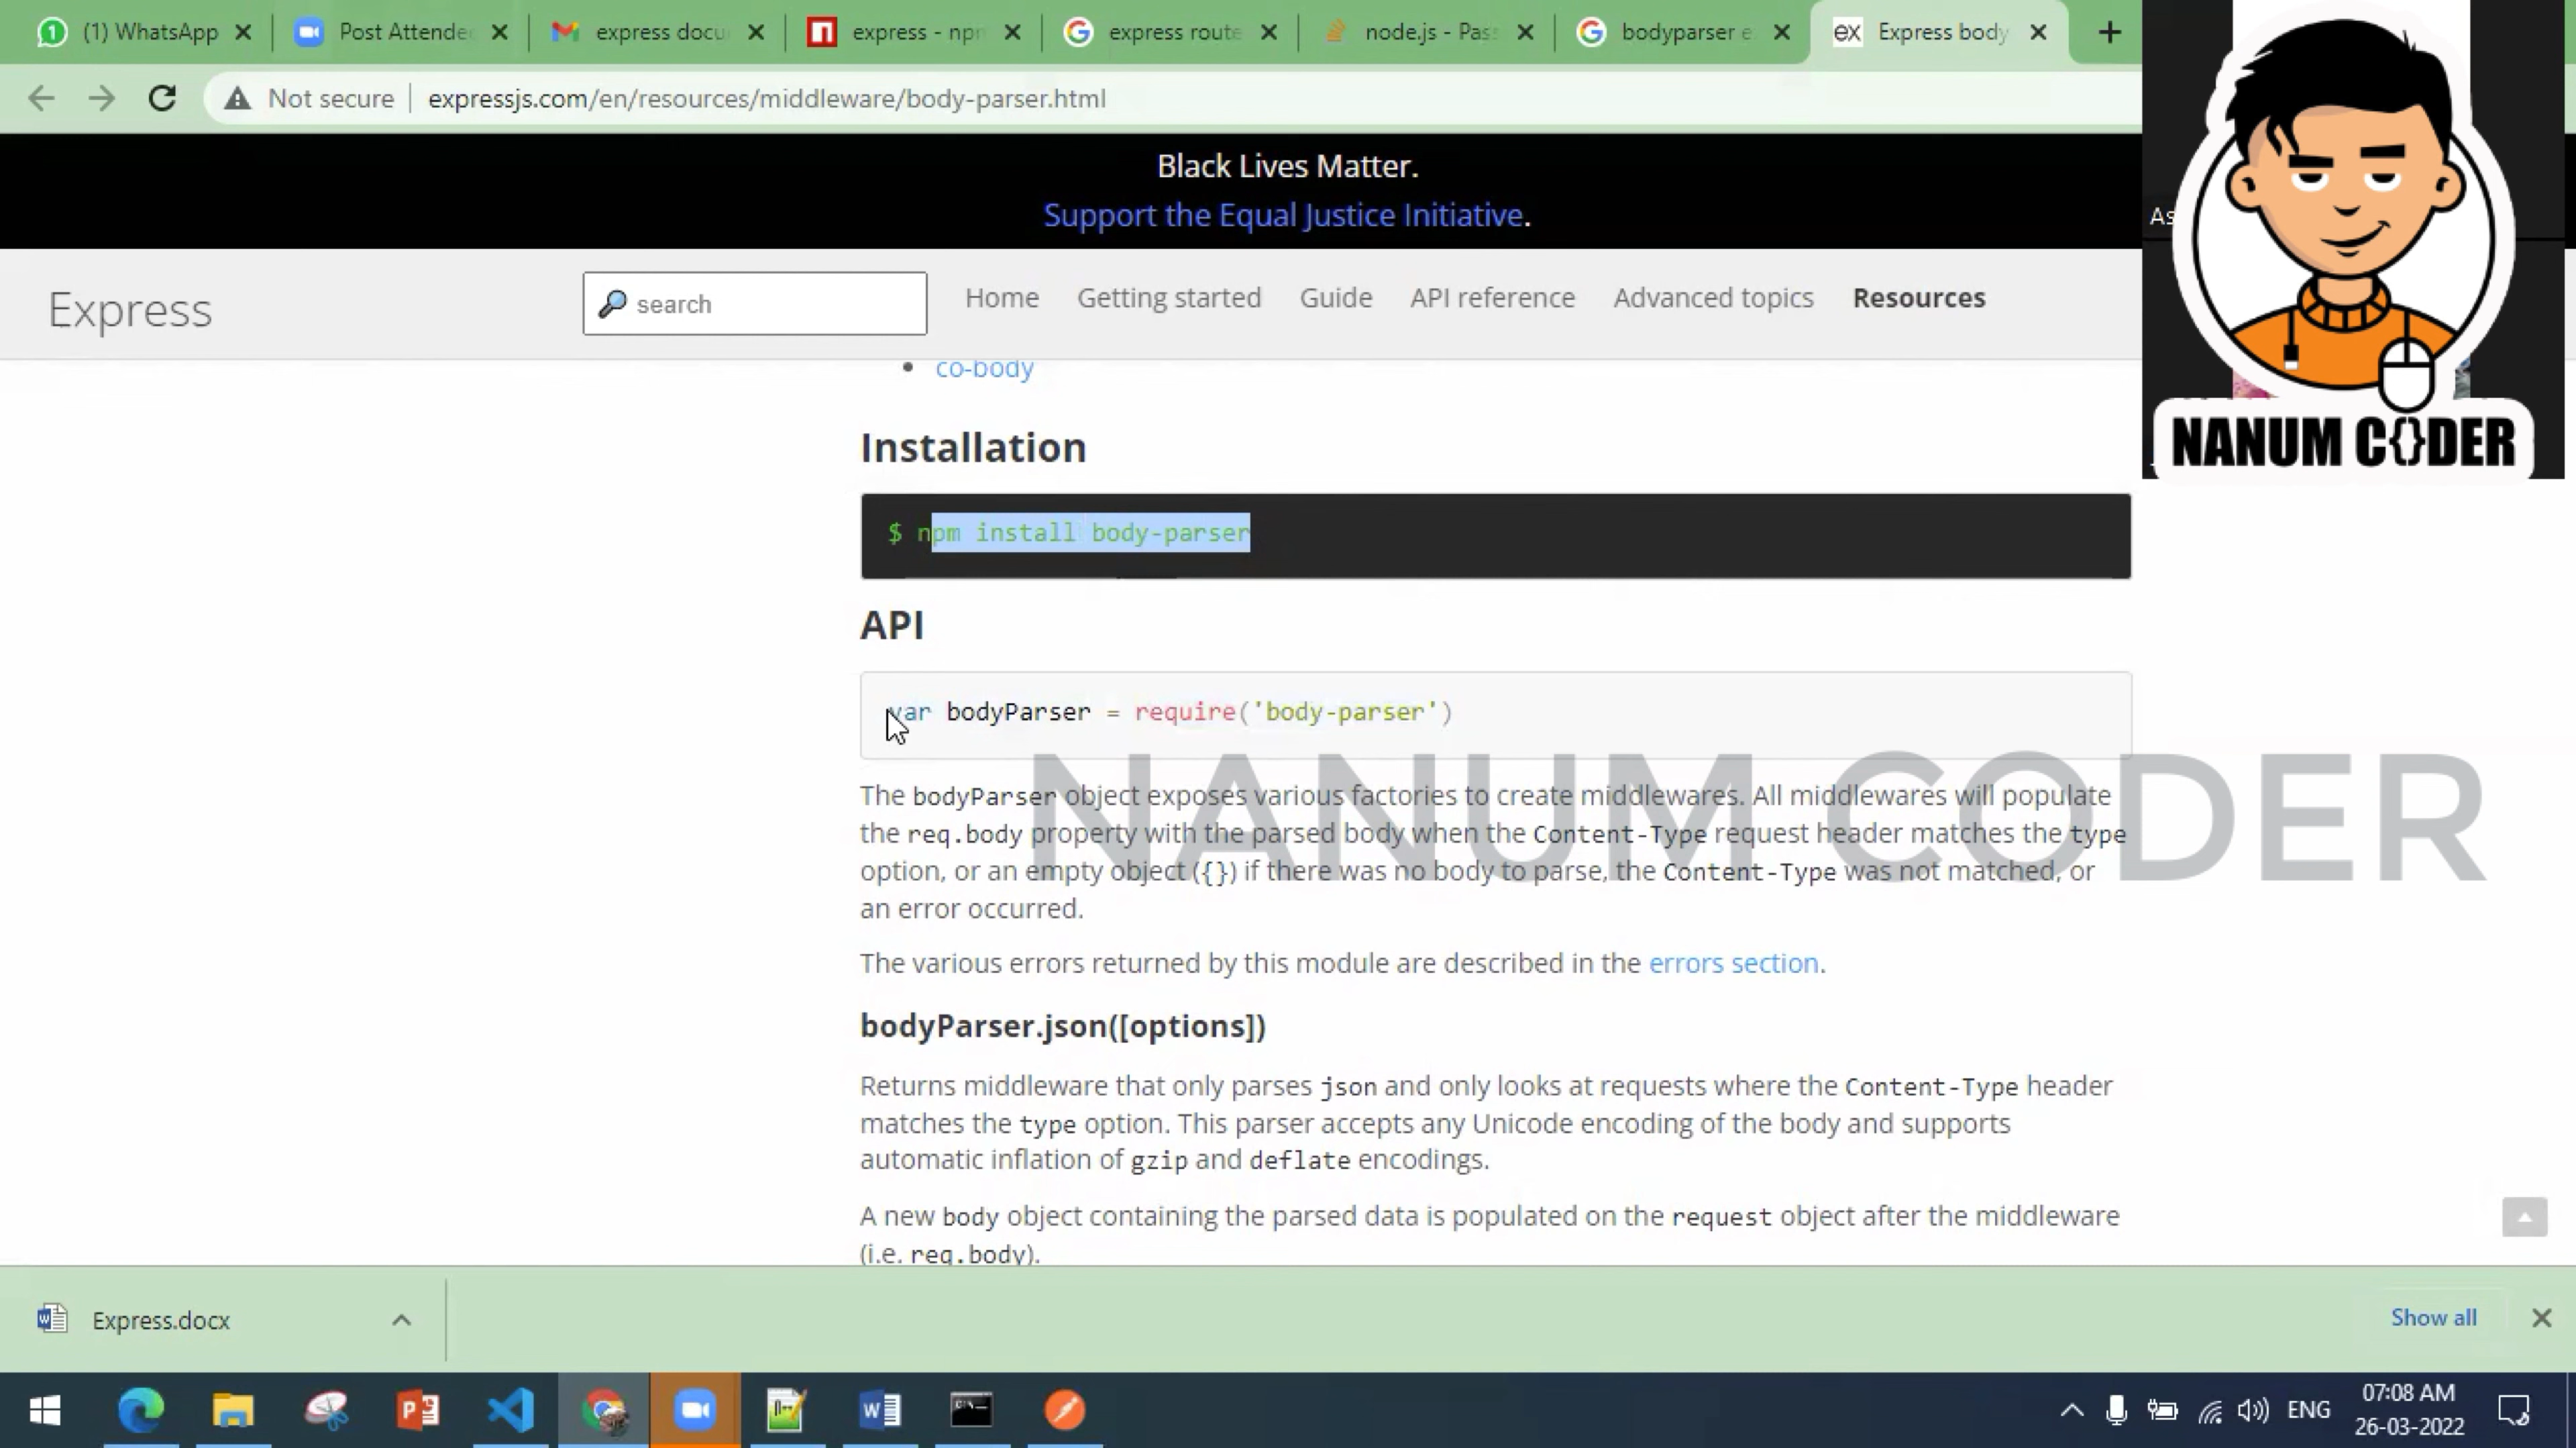 (1) WhatsApp
Post Attende
express docu
express - npn
express route
node.js - Pass
bodyparser e
Express body
Not secure
expressjs.com/en/resources/middleware/body-parser.html
Black Lives Matter.
Support the Equal Justice Initiative.
As
Express
search
Home
Getting started
Guide
API reference
Advanced topics
Resources
NANUM C{}DER
co-body
Installation
$ npm install body-parser
API
var bodyParser = require('body-parser')
NANUM CODER
The bodyParser object exposes various factories to create middlewares. All middlewares will populate
the req.body property with the parsed body when the Content-Type request header matches the type
option, or an empty object ({}) if there was no body to parse, the Content-Type was not matched, or
an error occurred.
The various errors returned by this module are described in the errors section.
bodyParser.json([options])
Returns middleware that only parses json and only looks at requests where the Content-Type header
matches the type option. This parser accepts any Unicode encoding of the body and supports
automatic inflation of gzip and deflate encodings.
A new body object containing the parsed data is populated on the request object after the middleware
(i.e. req.body).
Express.docx
Show all
ENG
07:08 AM
26-03-2022